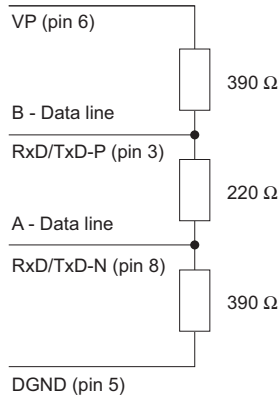 VP (pin 6)
390 Ω
B - Data line
RxD/TxD-P (pin 3)
220 Ω
A - Data line
RxD/TxD-N (pin 8)
390 Ω
DGND (pin 5)